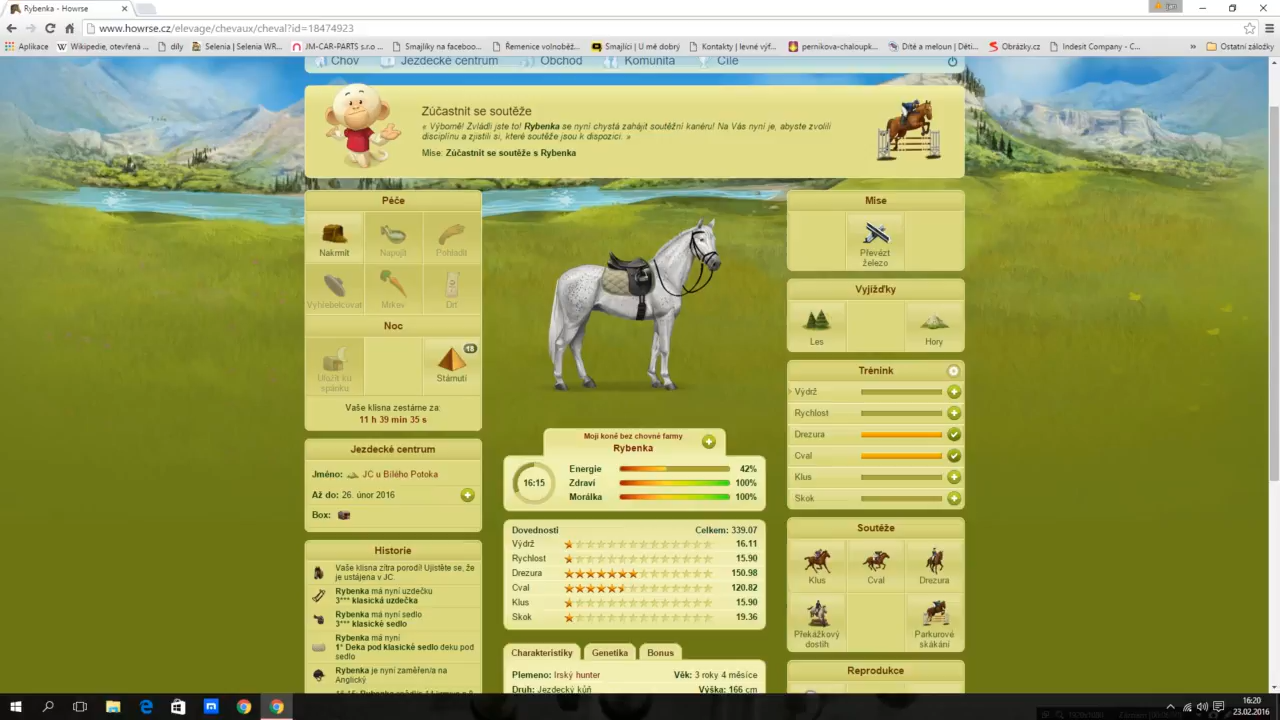 Rybenka - Howrse
www.howrse.cz/elevage/chevaux/cheval?id=18474923
Aplikace
Wikipedie, otevřená ...
díly
Selenia | Selenia WR...
JM-CAR-PARTS s.r.o ...
Smajlíky na faceboo...
Řemenice volnoběž...
Smajlíci | U mě dobrý
Kontakty | levné výf...
pernikova-chaloupk...
Dítě a meloun | Děti...
Obrázky.cz
Indesit Company - C...
»
Ostatní záložky
Chov
Jezdecké centrum
Obchod
Komunita
Cíle
Zúčastnit se soutěže
« Výborně! Zvládli jste to! Rybenka se nyní chystá zahájit soutěžní kariéru! Na Vás nyní je, abyste zvolili
disciplínu a zjistili si, které soutěže jsou k dispozici. »
Mise: Zúčastnit se soutěže s Rybenka
Péče
Nakrmit
Napojit
Pohladit
Vyhřebelcovat
Mrkev
Drť
Noc
Uložit ku
spánku
18
Stárnutí
Vaše klisna zestárne za:
11 h 39 min 35 s
Jezdecké centrum
Jméno: JC u Bílého Potoka
Až do: 26. únor 2016
Box:
Historie
Vaše klisna zítra porodí! Ujistěte se, že
je ustájena v JC.
Rybenka má nyní uzdečku
3*** klasická uzdečka
Rybenka má nyní sedlo
3*** klasické sedlo
Rybenka má nyní
1* Deka pod klasické sedlo deku pod
sedlo
Rybenka je nyní zaměřen/a na
Anglický
Moji koně bez chovné farmy
Rybenka
16:15
Energie 42%
Zdraví 100%
Morálka 100%
Dovednosti Celkem: 339.07
Výdrž 16.11
Rychlost 15.90
Drezura 150.98
Cval 120.82
Klus 15.90
Skok 19.36
Charakteristiky
Genetika
Bonus
Plemeno: Irský hunter Věk: 3 roky 4 měsíce
Druh: Jezdecký kůň Výška: 166 cm
Mise
Převézt
železo
Vyjížďky
Les
Hory
Trénink
Výdrž
Rychlost
Drezura
Cval
Klus
Skok
Soutěže
Klus
Cval
Drezura
Překážkový
dostih
Parkurové
skákání
Reprodukce
16:20
23.02.2016